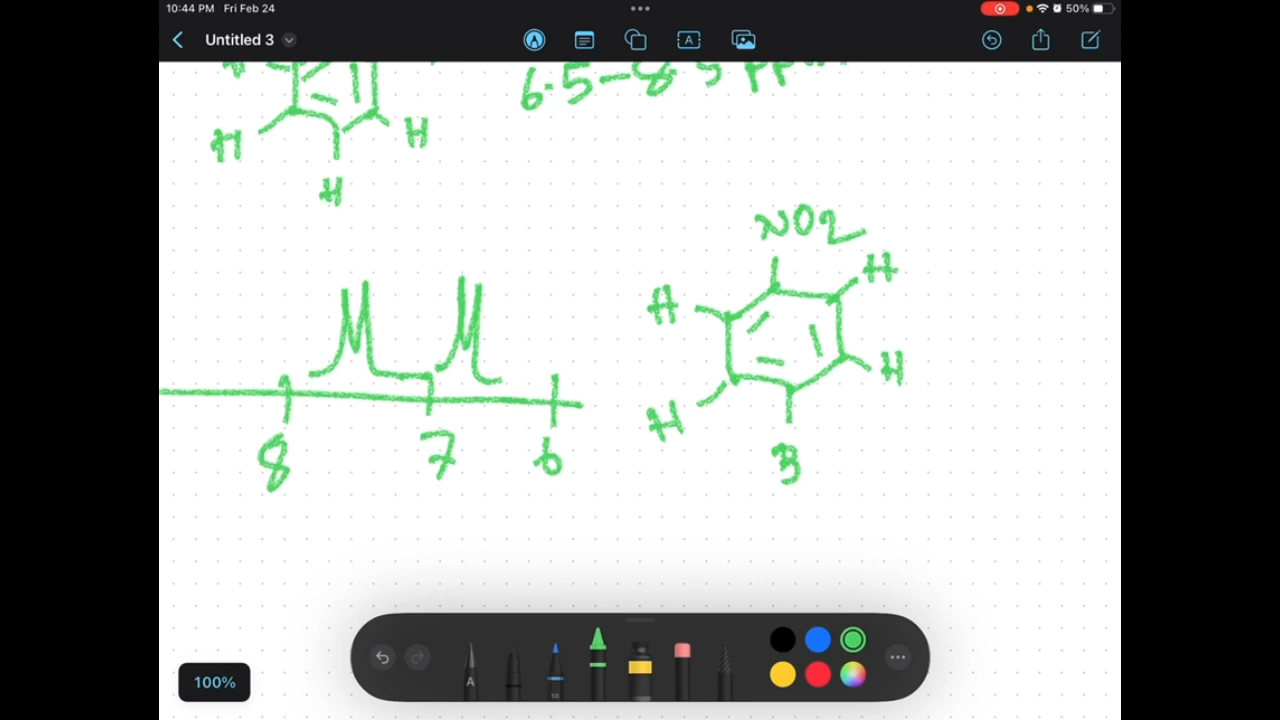 10:44 PM Fri Feb 24
50%
Untitled 3
6.5-8.5 ppm
H
H
H
NO2
H
H
H
H
3
8 7 6
A
100%